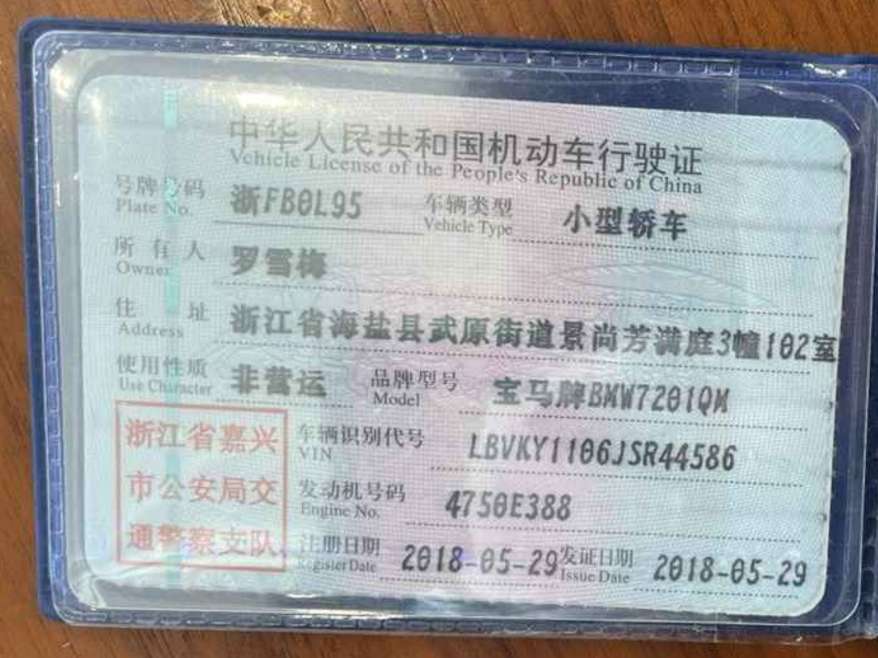 中华人民共和国机动车行驶证
Vehicle License of the People's Republic of China
号牌号码 浙FB0L95 车辆类型 小型轿车
Plate No. Vehicle Type
所有人 罗雪梅
Owner
住址 浙江省海盐县武原街道景尚芳满庭3幢102室
Address
使用性质 非营运 品牌型号 宝马牌BMW7201QM
Use Character Model
浙江省嘉兴 车辆识别代号 LBVKY1106JSR44586
VIN
市公安局交 发动机号码 4750E388
Engine No.
通警察支队 注册日期 2018-05-29 发证日期 2018-05-29
Register Date Issue Date